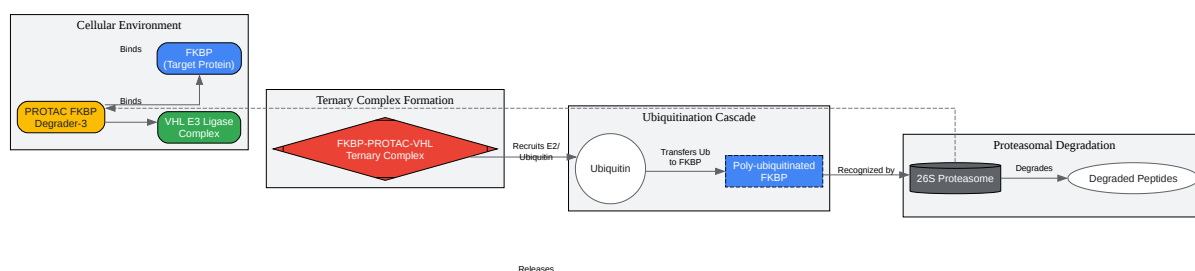 Cellular Environment
Binds
FKBP
(Target Protein)
Binds
PROTAC FKBP
Degrader-3
VHL E3 Ligase
Complex
Ternary Complex Formation
FKBP-PROTAC-VHL
Ternary Complex
Recruits E2/
Ubiquitin
Ubiquitination Cascade
Ubiquitin
Transfers Ub
to FKBP
Poly-ubiquitinated
FKBP
Recognized by
Proteasomal Degradation
26S Proteasome
Degrades
Degraded Peptides
Releases